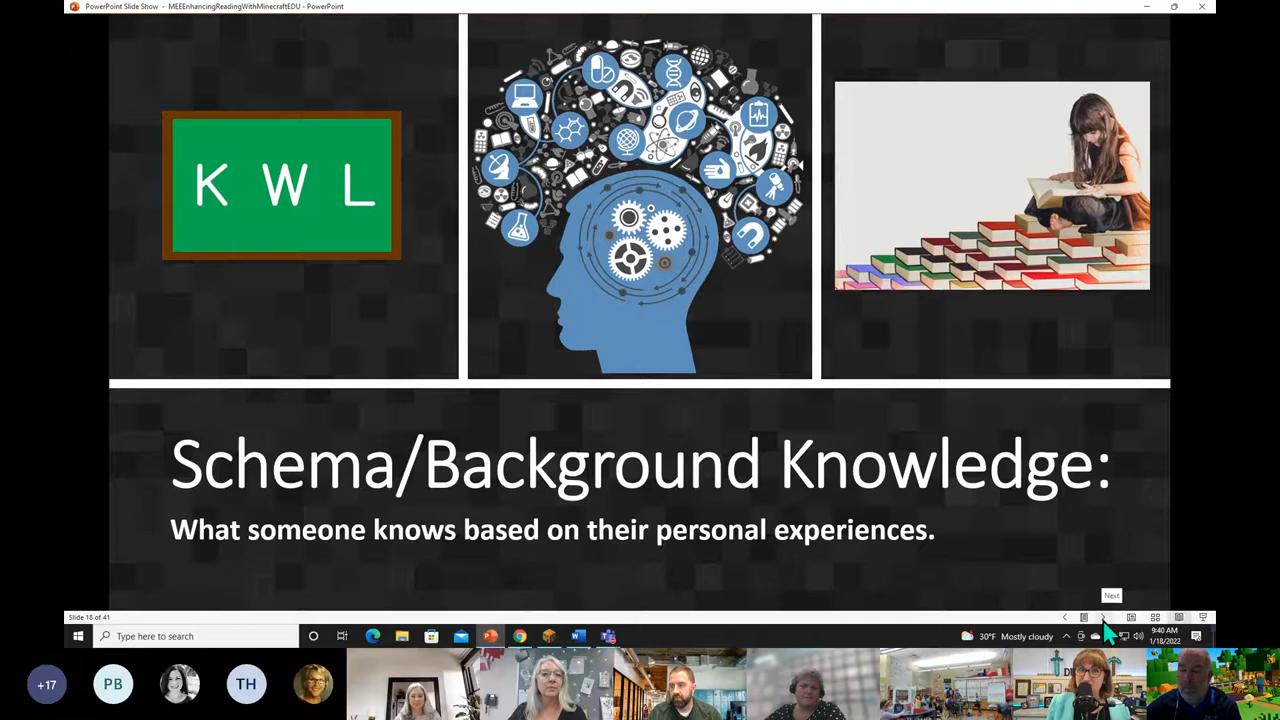 PowerPoint Slide Show - MEEEnhancingReadingWithMinecraftEDU - PowerPoint
K W L
Schema/Background Knowledge:
What someone knows based on their personal experiences.
Next
Slide 18 of 41
Type here to search
30°F Mostly cloudy
9:40 AM
1/18/2022
+17
PB
TH